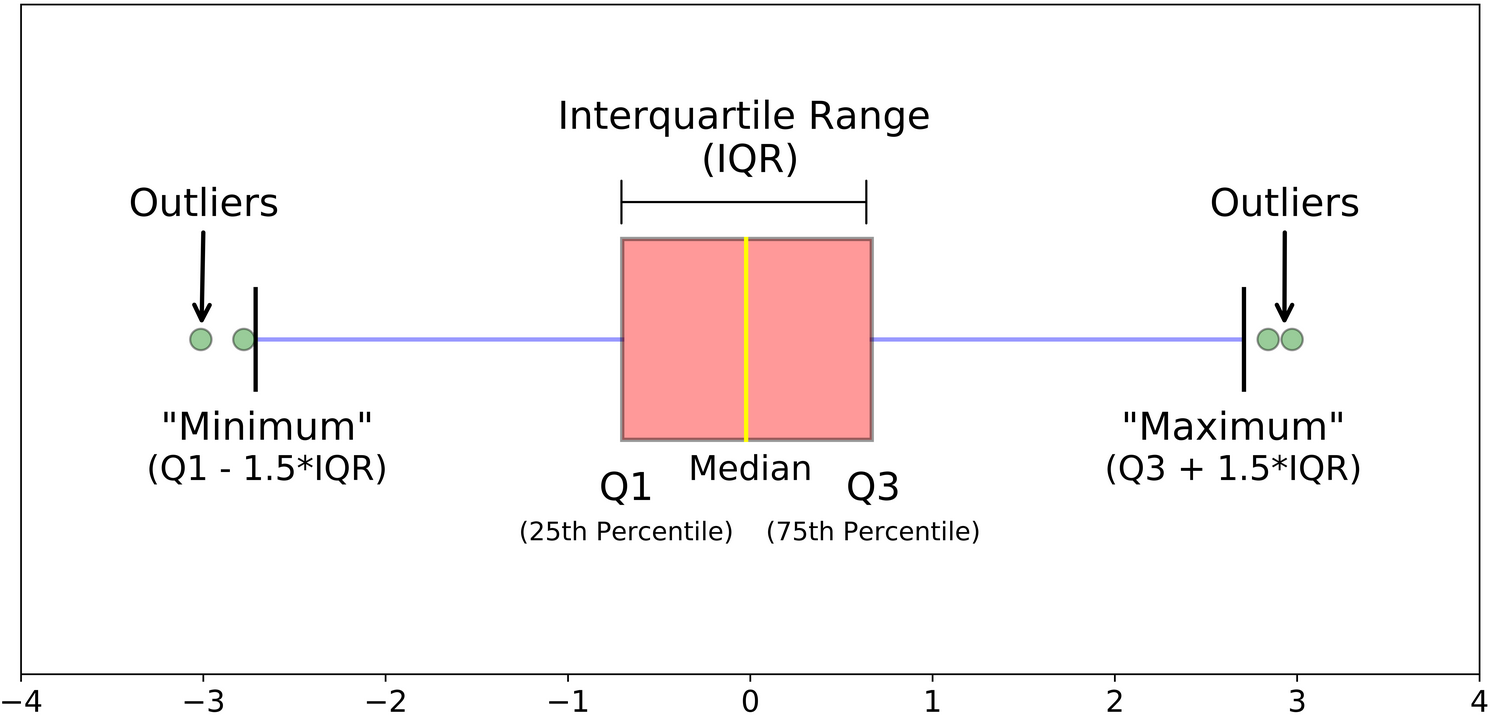 Interquartile Range
(IQR)
Outliers
Outliers
"Minimum"
(Q1 - 1.5*IQR)
"Maximum"
(Q3 + 1.5*IQR)
Median
Q1
Q3
(25th Percentile)
(75th Percentile)
−4 −3 −2 −1 0 1 2 3 4